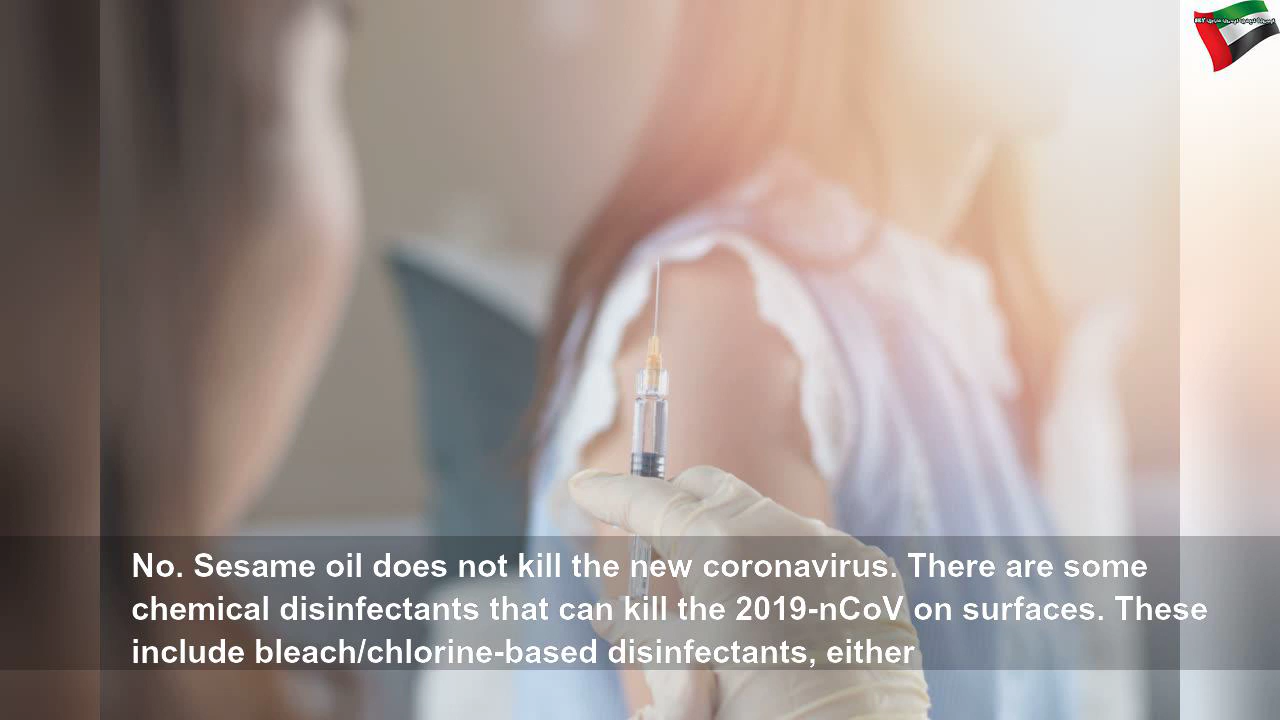 No. Sesame oil does not kill the new coronavirus. There are some
chemical disinfectants that can kill the 2019-nCoV on surfaces. These
include bleach/chlorine-based disinfectants, either